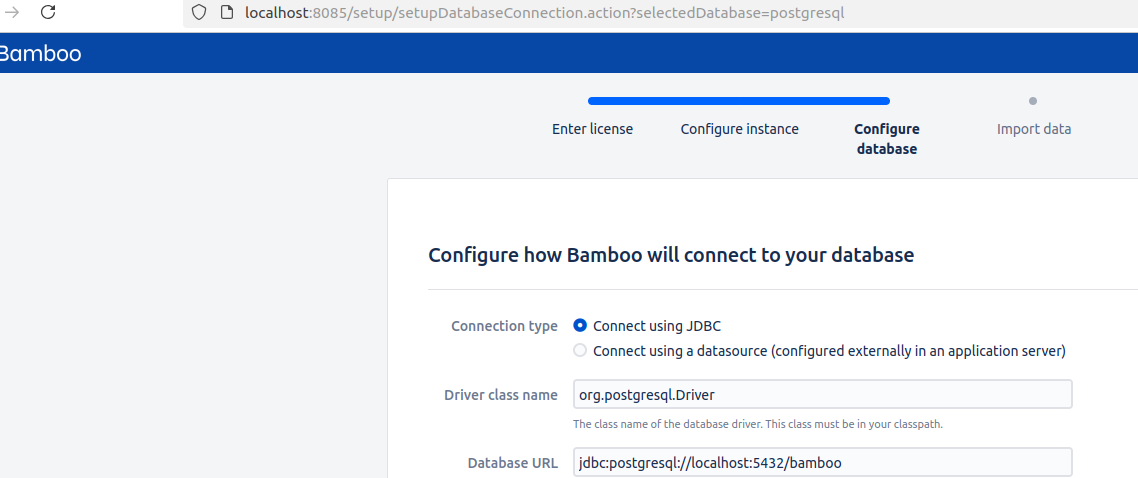 localhost:8085/setup/setupDatabaseConnection.action?selectedDatabase=postgresql
Bamboo
Enter license
Configure instance
Configure
database
Import data
Configure how Bamboo will connect to your database
Connection type
Connect using JDBC
Connect using a datasource (configured externally in an application server)
Driver class name
org.postgresql.Driver
The class name of the database driver. This class must be in your classpath.
Database URL
jdbc:postgresql://localhost:5432/bamboo